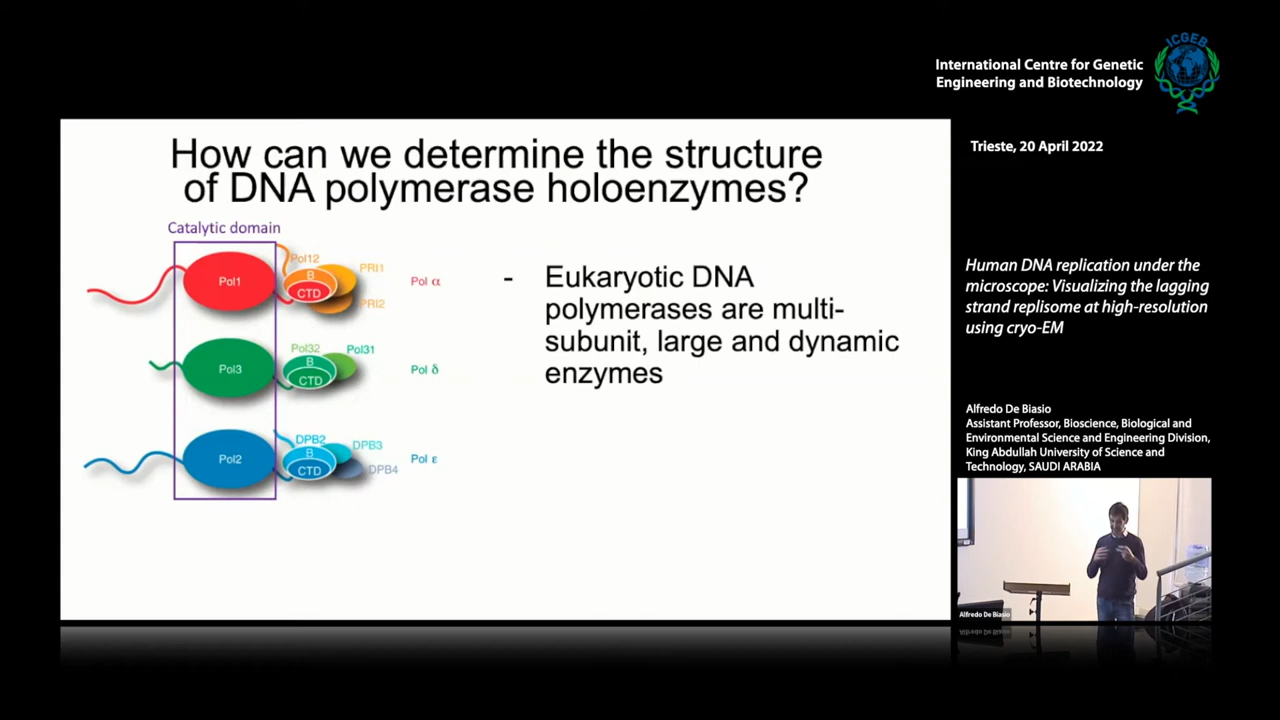 ICGEB
International Centre for Genetic
Engineering and Biotechnology
Trieste, 20 April 2022
How can we determine the structure
of DNA polymerase holoenzymes?
Catalytic domain
Pol1
Pol12
B
CTD
PRI1
PRI2
Pol α
Pol3
Pol32
B
CTD
Pol31
Pol δ
Pol2
DPB2
B
CTD
DPB3
DPB4
Pol ε
- Eukaryotic DNA
polymerases are multi-
subunit, large and dynamic
enzymes
Human DNA replication under the
microscope: Visualizing the lagging
strand replisome at high-resolution
using cryo-EM
Alfredo De Biasio
Assistant Professor, Bioscience, Biological and
Environmental Science and Engineering Division,
King Abdullah University of Science and
Technology, SAUDI ARABIA
Alfredo De Biasio